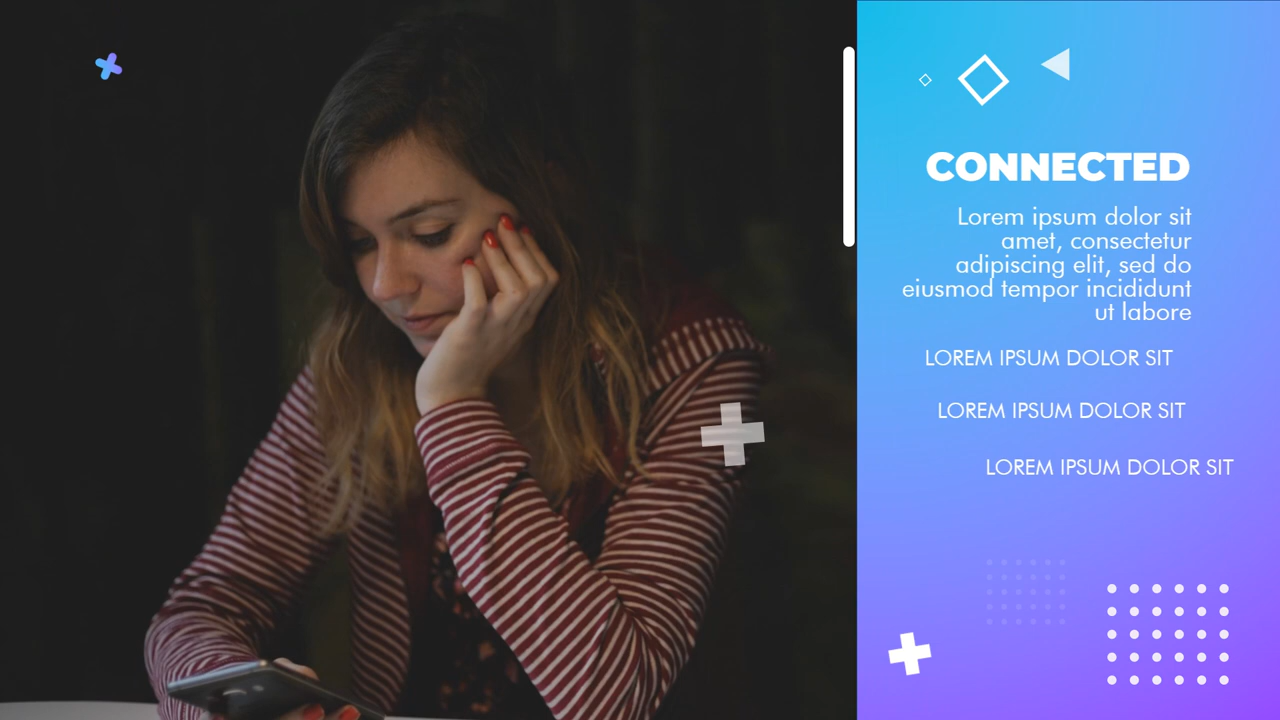 CONNECTED
Lorem ipsum dolor sit
amet, consectetur
adipiscing elit, sed do
eiusmod tempor incididunt
ut labore
LOREM IPSUM DOLOR SIT
LOREM IPSUM DOLOR SIT
LOREM IPSUM DOLOR SIT